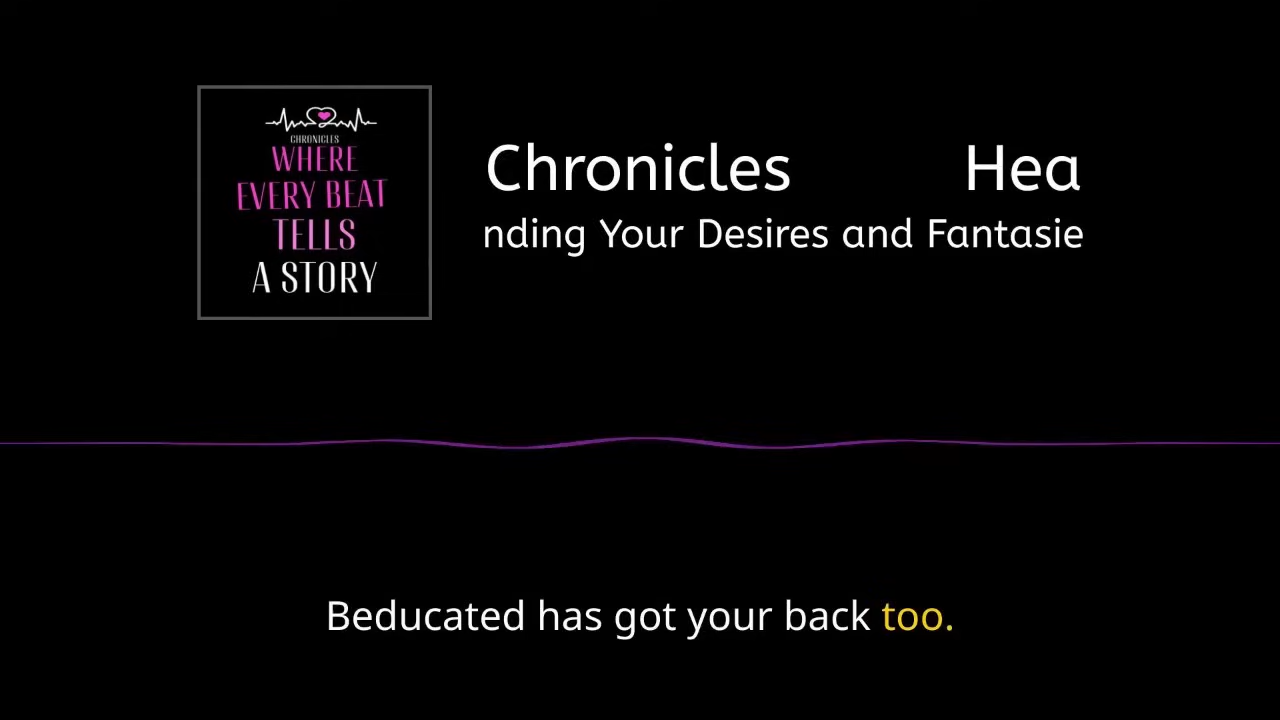 CHRONICLES
WHERE
EVERY BEAT
TELLS
A STORY
Chronicles Hea
nding Your Desires and Fantasie
Beducated has got your back too.